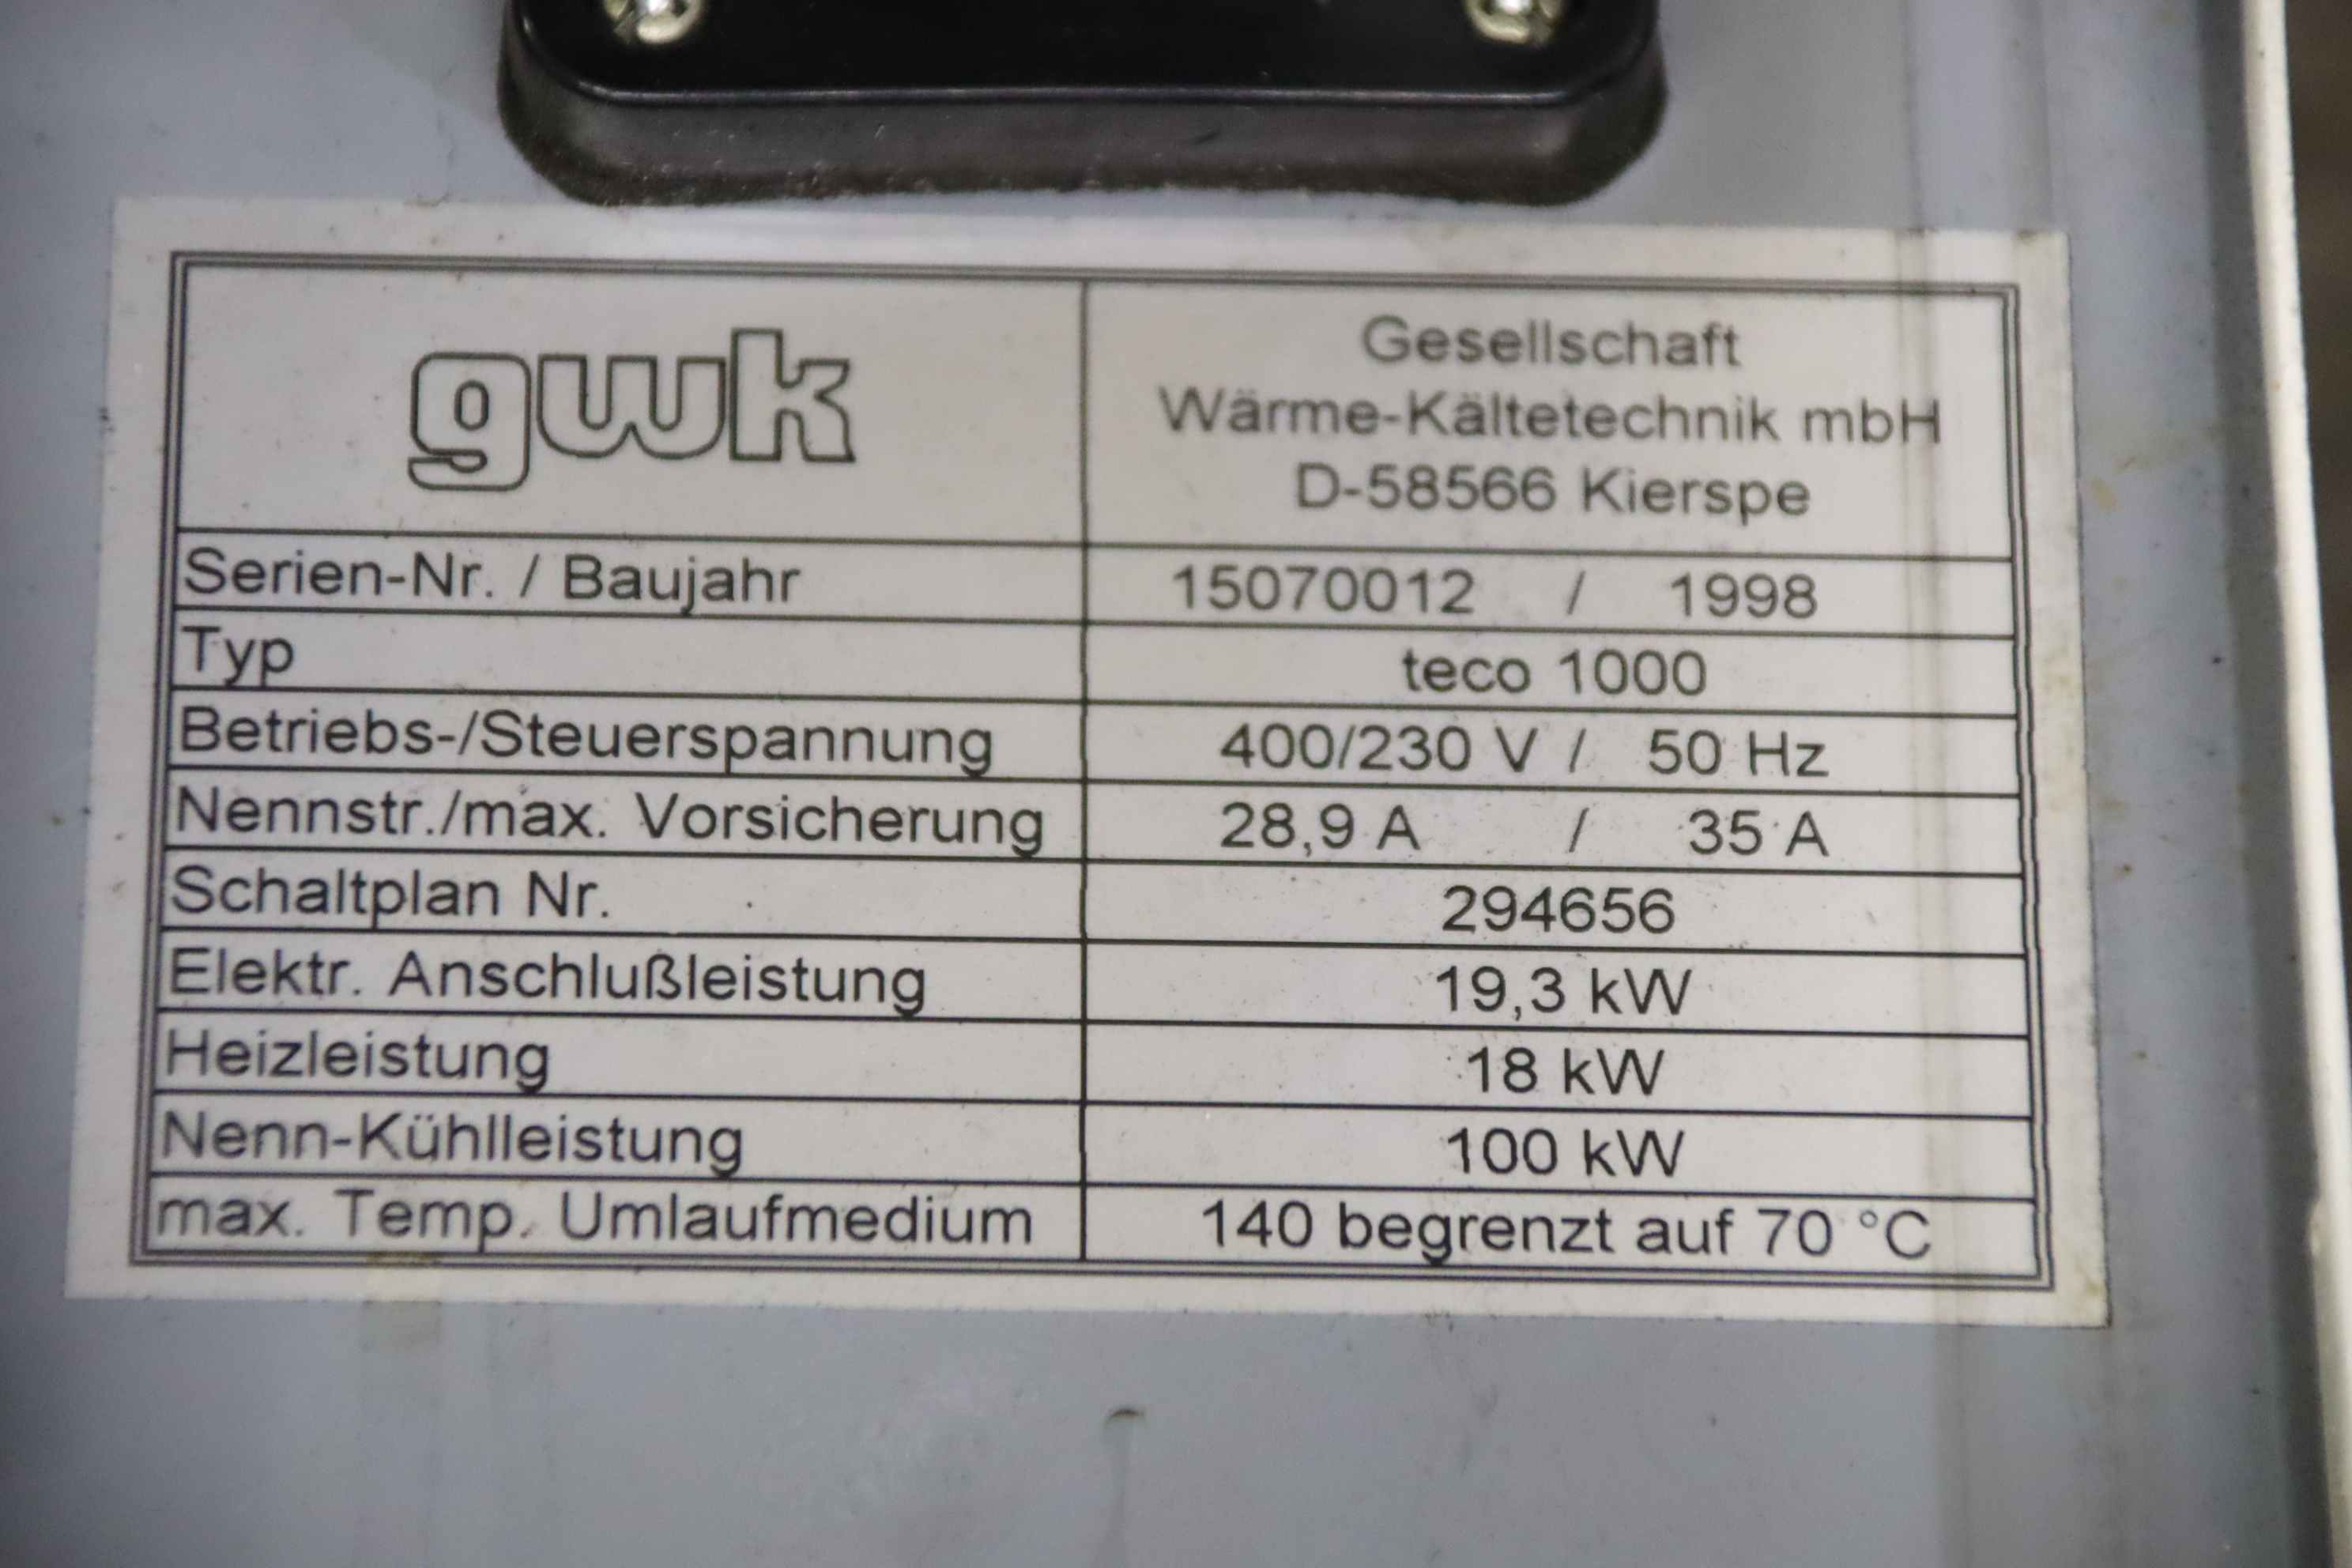 gwk
Gesellschaft
Wärme-Kältetechnik mbH
D-58566 Kierspe
Serien-Nr. / Baujahr 15070012 / 1998
Typ teco 1000
Betriebs-/Steuerspannung 400/230 V / 50 Hz
Nennstr./max. Vorsicherung 28,9 A / 35 A
Schaltplan Nr. 294656
Elektr. Anschlußleistung 19,3 kW
Heizleistung 18 kW
Nenn-Kühlleistung 100 kW
max. Temp. Umlaufmedium 140 begrenzt auf 70 °C